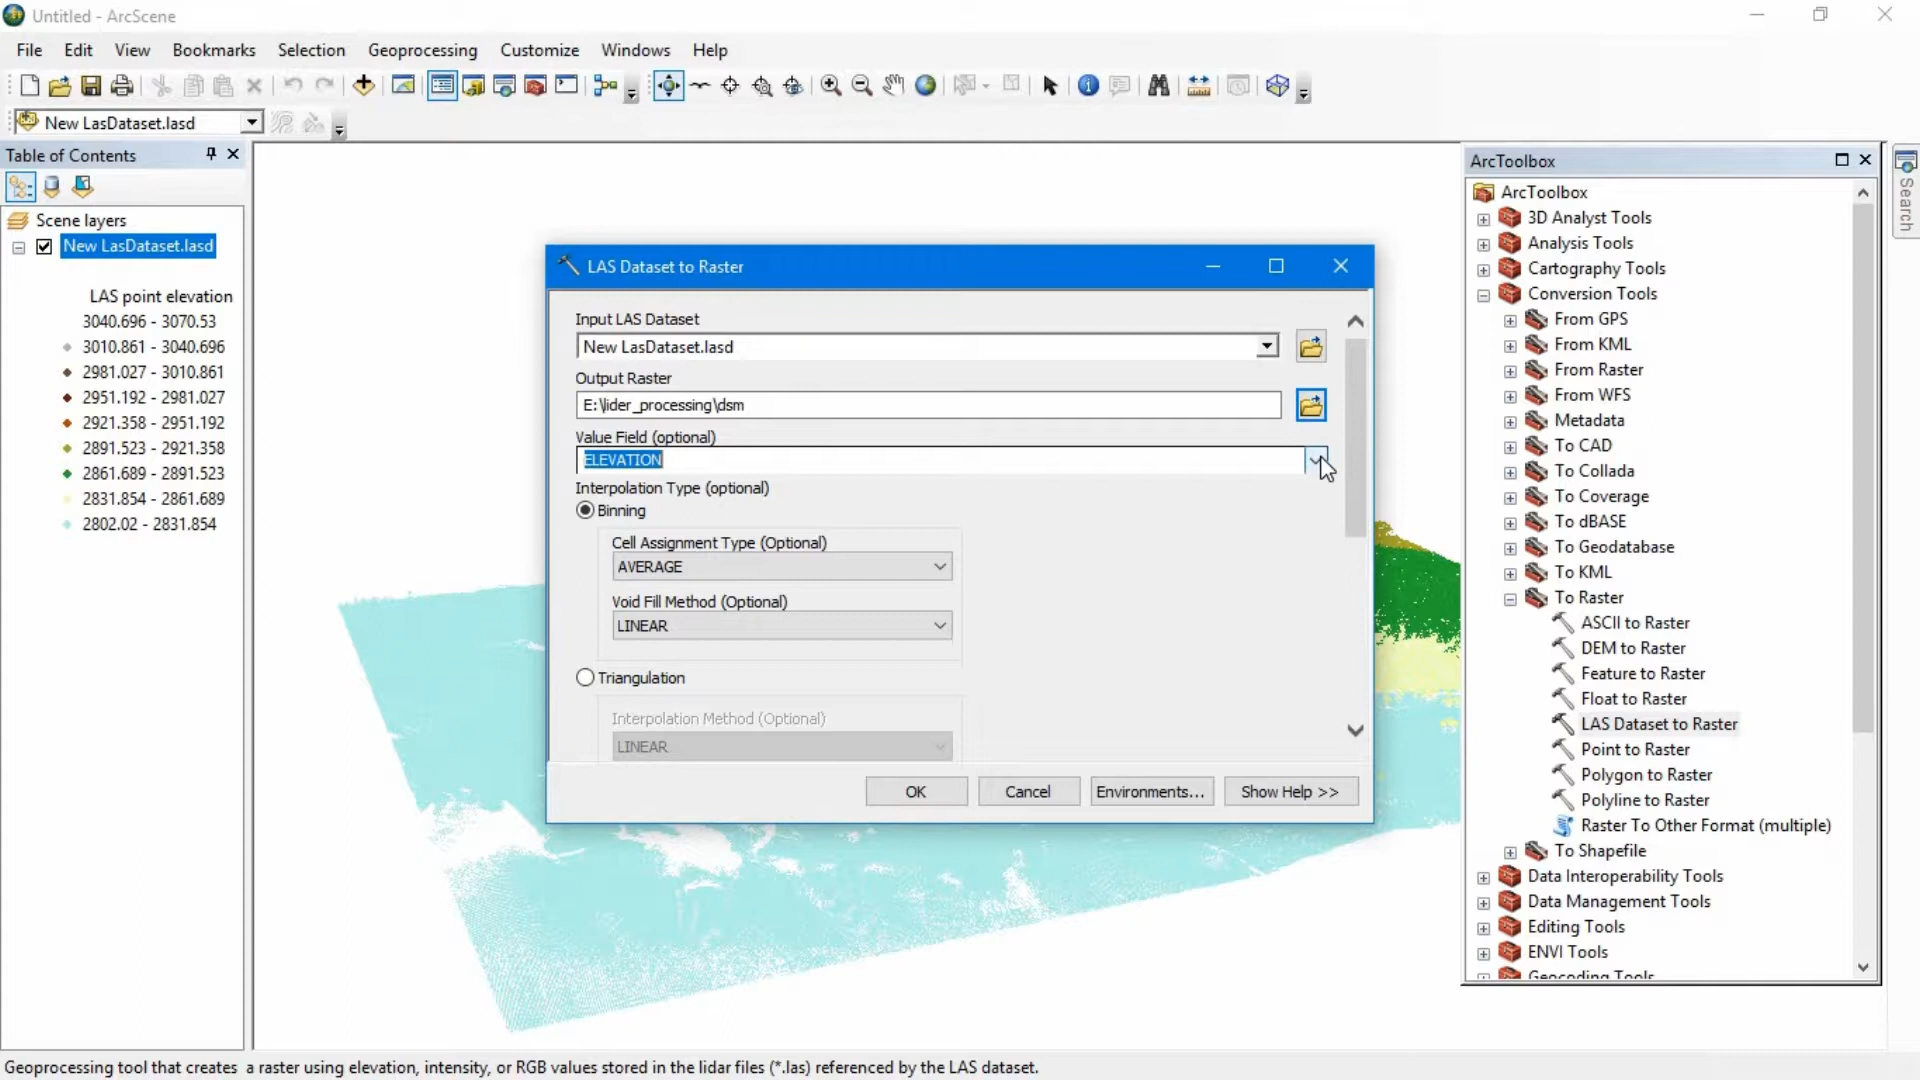 Untitled - ArcScene
File Edit View Bookmarks Selection Geoprocessing Customize Windows Help
New LasDataset.lasd
Table of Contents
Scene layers
New LasDataset.lasd
LAS point elevation
3040.696 - 3070.53
3010.861 - 3040.696
2981.027 - 3010.861
2951.192 - 2981.027
2921.358 - 2951.192
2891.523 - 2921.358
2861.689 - 2891.523
2831.854 - 2861.689
2802.02 - 2831.854
LAS Dataset to Raster
Input LAS Dataset
New LasDataset.lasd
Output Raster
E:\lider_processing\dsm
Value Field (optional)
ELEVATION
Interpolation Type (optional)
Binning
Cell Assignment Type (Optional)
AVERAGE
Void Fill Method (Optional)
LINEAR
Triangulation
Interpolation Method (Optional)
LINEAR
OK Cancel Environments... Show Help >>
ArcToolbox
ArcToolbox
3D Analyst Tools
Analysis Tools
Cartography Tools
Conversion Tools
From GPS
From KML
From Raster
From WFS
Metadata
To CAD
To Collada
To Coverage
To dBASE
To Geodatabase
To KML
To Raster
ASCII to Raster
DEM to Raster
Feature to Raster
Float to Raster
LAS Dataset to Raster
Point to Raster
Polygon to Raster
Polyline to Raster
Raster To Other Format (multiple)
To Shapefile
Data Interoperability Tools
Data Management Tools
Editing Tools
ENVI Tools
Geocoding Tools
Search
Geoprocessing tool that creates a raster using elevation, intensity, or RGB values stored in the lidar files (*.las) referenced by the LAS dataset.